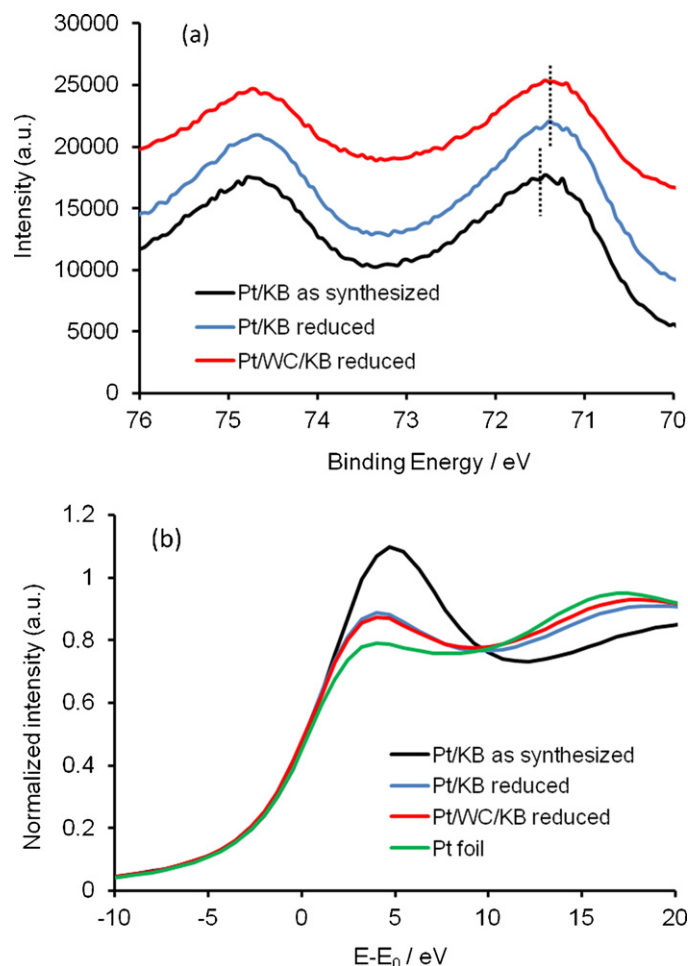 (a)
Intensity (a.u.)
30000
25000
20000
15000
10000
5000
0
Pt/KB as synthesized
Pt/KB reduced
Pt/WC/KB reduced
76 75 74 73 72 71 70
Binding Energy / eV
(b)
Normalized intensity (a.u.)
1.2
1
0.8
0.6
0.4
0.2
0
Pt/KB as synthesized
Pt/KB reduced
Pt/WC/KB reduced
Pt foil
-10 -5 0 5 10 15 20
E-E₀ / eV